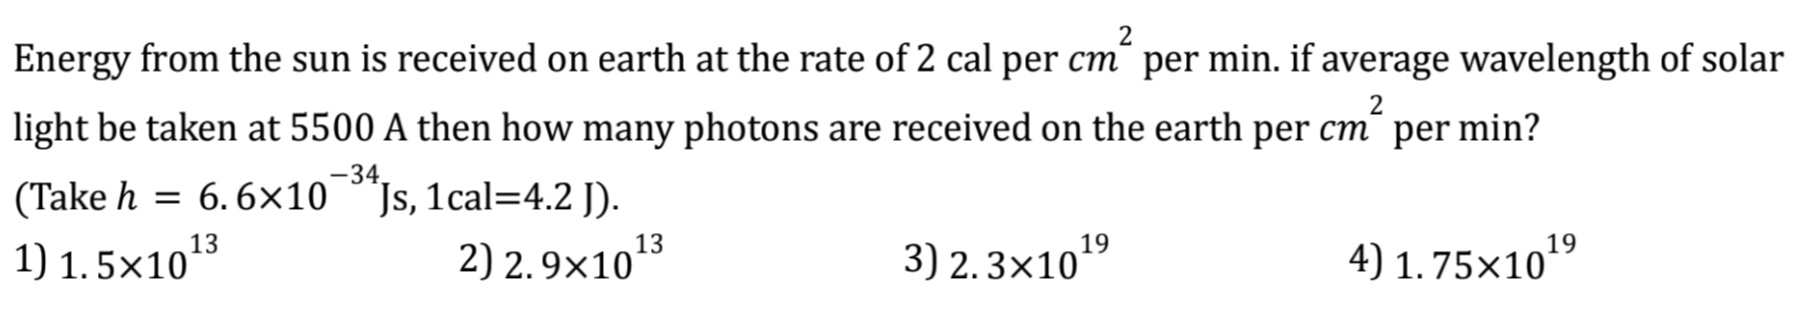 Energy from the sun is received on earth at the rate of 2 cal per cm² per min. if average wavelength of solar
light be taken at 5500 A then how many photons are received on the earth per cm² per min?
(Take h = 6.6×10⁻³⁴Js, 1cal=4.2 J).
1) 1.5×10¹³ 2) 2.9×10¹³ 3) 2.3×10¹⁹ 4) 1.75×10¹⁹